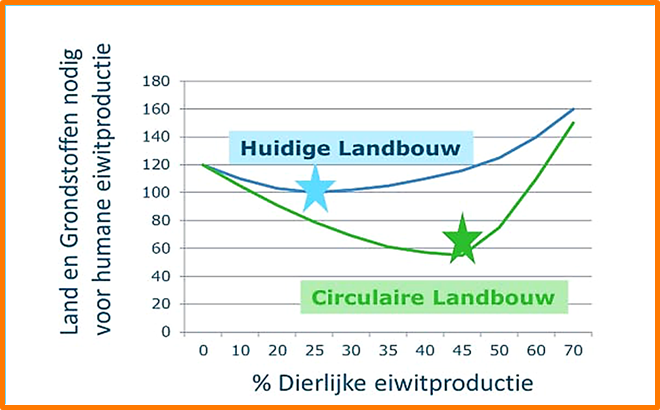 Land en Grondstoffen nodig
voor humane eiwitproductie
180
160
140
120
100
80
60
40
20
0
Huidige Landbouw
Circulaire Landbouw
0 10 20 25 30 35 40 45 50 60 70
% Dierlijke eiwitproductie